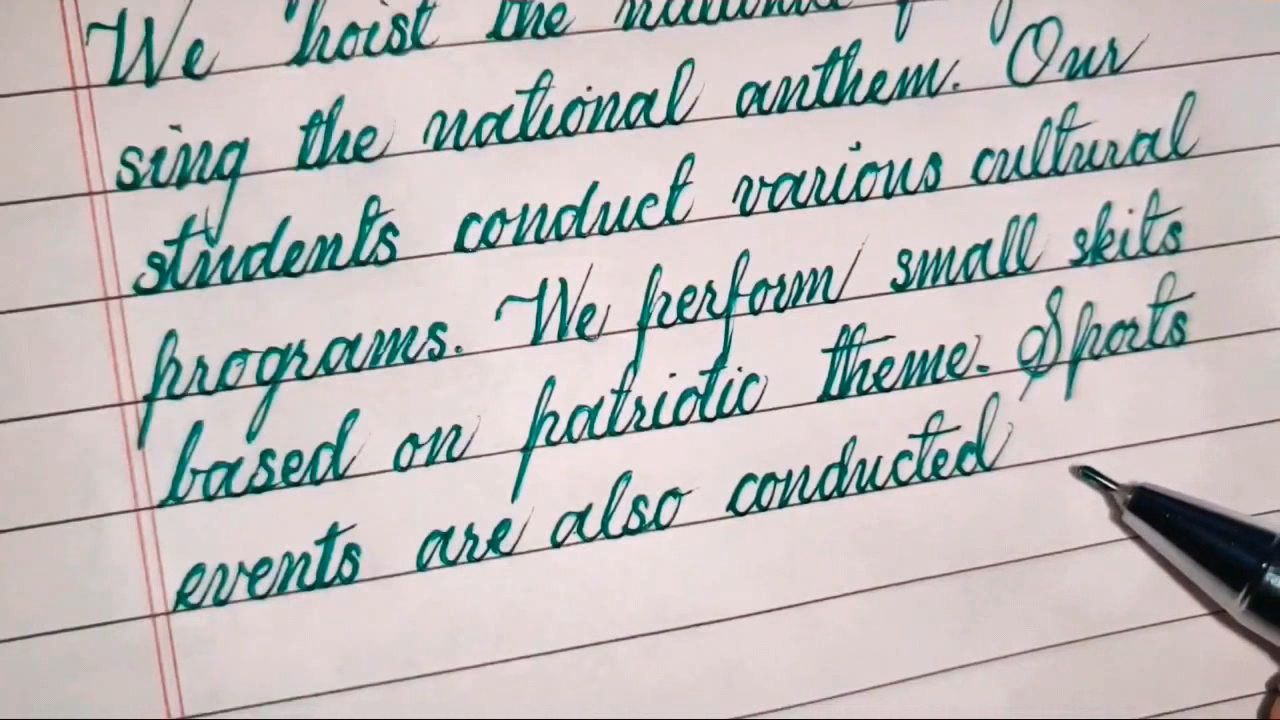 We hoist the national
sing the national anthem. Our
students conduct various cultural
programs. We perform small skits
based on patriotic theme. Sports
events are also conducted